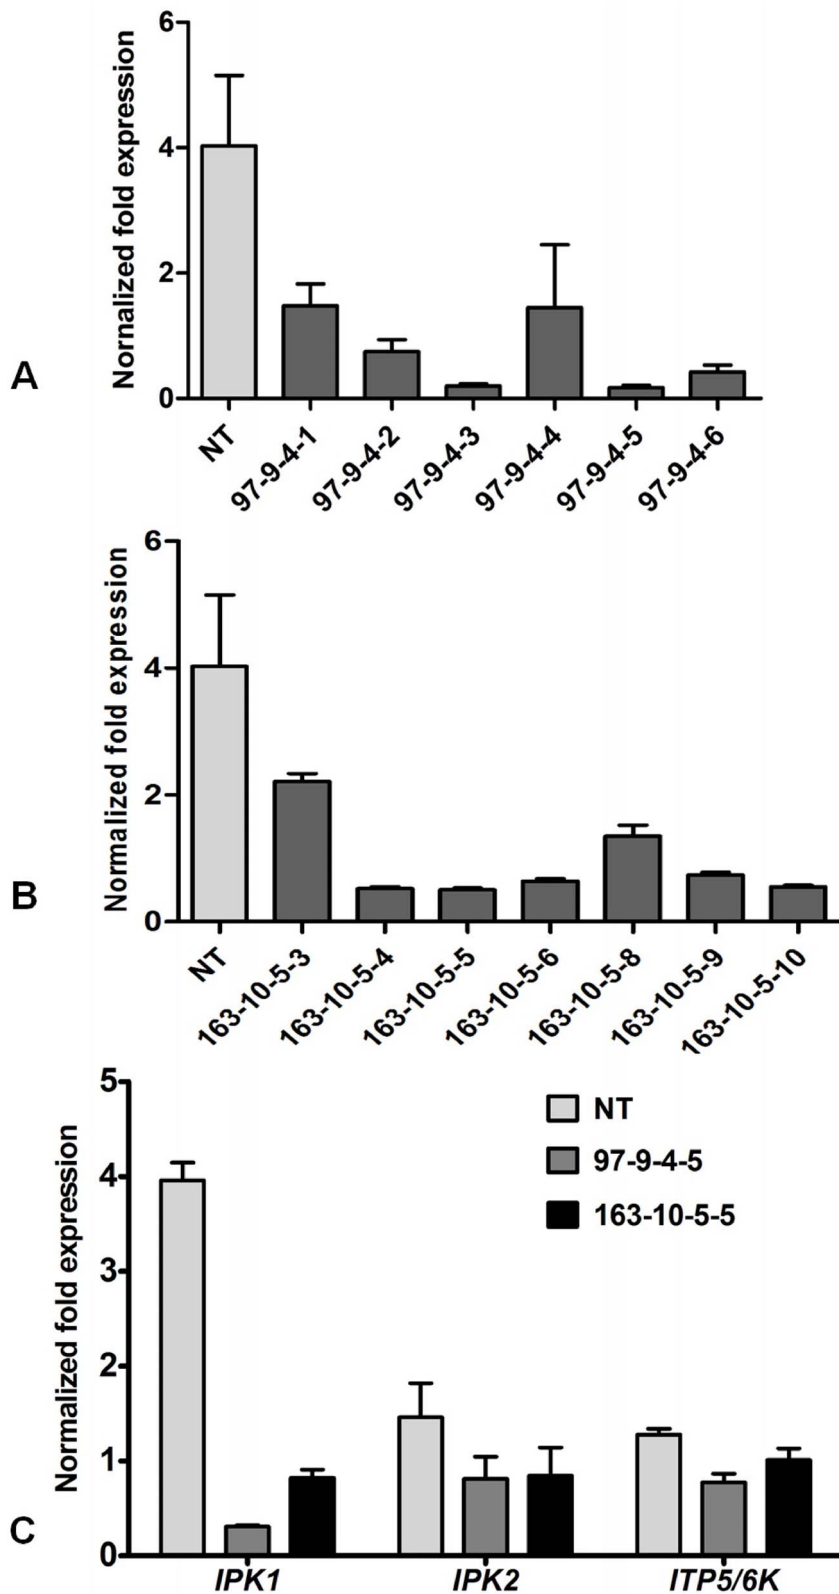 Nornalized fold expression
6
4
2
0
A
NT
97-9-4-1
97-9-4-2
97-9-4-3
97-9-4-4
97-9-4-5
97-9-4-6
Normalized fold expression
6
4
2
0
B
NT
163-10-5-3
163-10-5-4
163-10-5-5
163-10-5-6
163-10-5-8
163-10-5-9
163-10-5-10
Normalized fold expression
5
4
3
2
1
0
NT
97-9-4-5
163-10-5-5
C
IPK1
IPK2
ITP5/6K